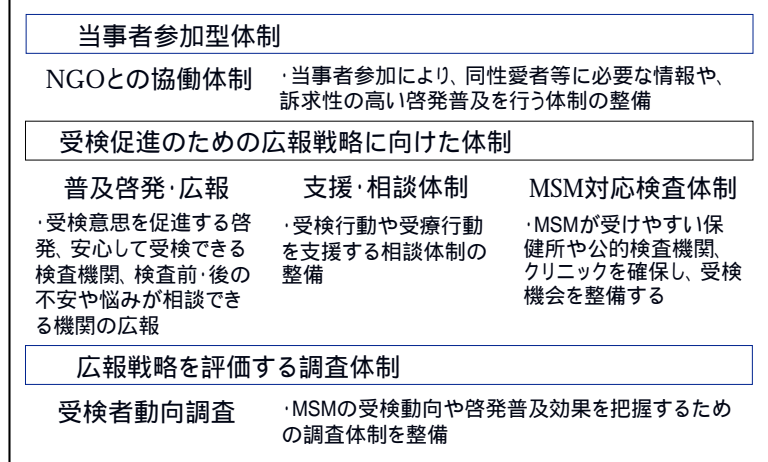 当事者参加型体制
NGOとの協働体制
・当事者参加により、同性愛者等に必要な情報や、
訴求性の高い啓発普及を行う体制の整備
受検促進のための広報戦略に向けた体制
普及啓発・広報
・受検意思を促進する啓
発、安心して受検できる
検査機関、検査前・後の
不安や悩みが相談でき
る機関の広報
支援・相談体制
・受検行動や受療行動
を支援する相談体制の
整備
MSM対応検査体制
・MSMが受けやすい保
健所や公的検査機関、
クリニックを確保し、受検
機会を整備する
広報戦略を評価する調査体制
受検者動向調査
・MSMの受検動向や啓発普及効果を把握するため
の調査体制を整備